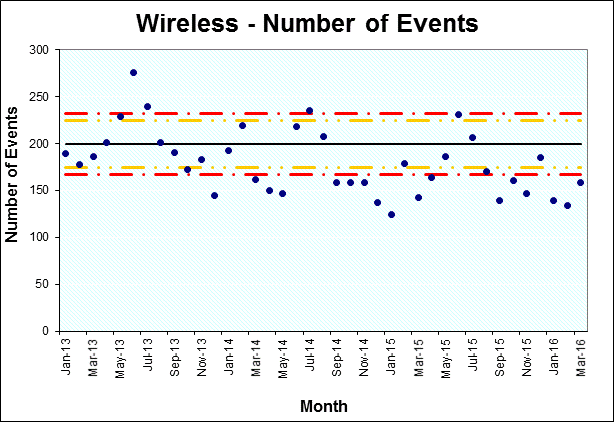 Wireless - Number of Events
Number of Events
300
250
200
150
100
50
0
Jan-13
Mar-13
May-13
Jul-13
Sep-13
Nov-13
Jan-14
Mar-14
May-14
Jul-14
Sep-14
Nov-14
Jan-15
Mar-15
May-15
Jul-15
Sep-15
Nov-15
Jan-16
Mar-16
Month